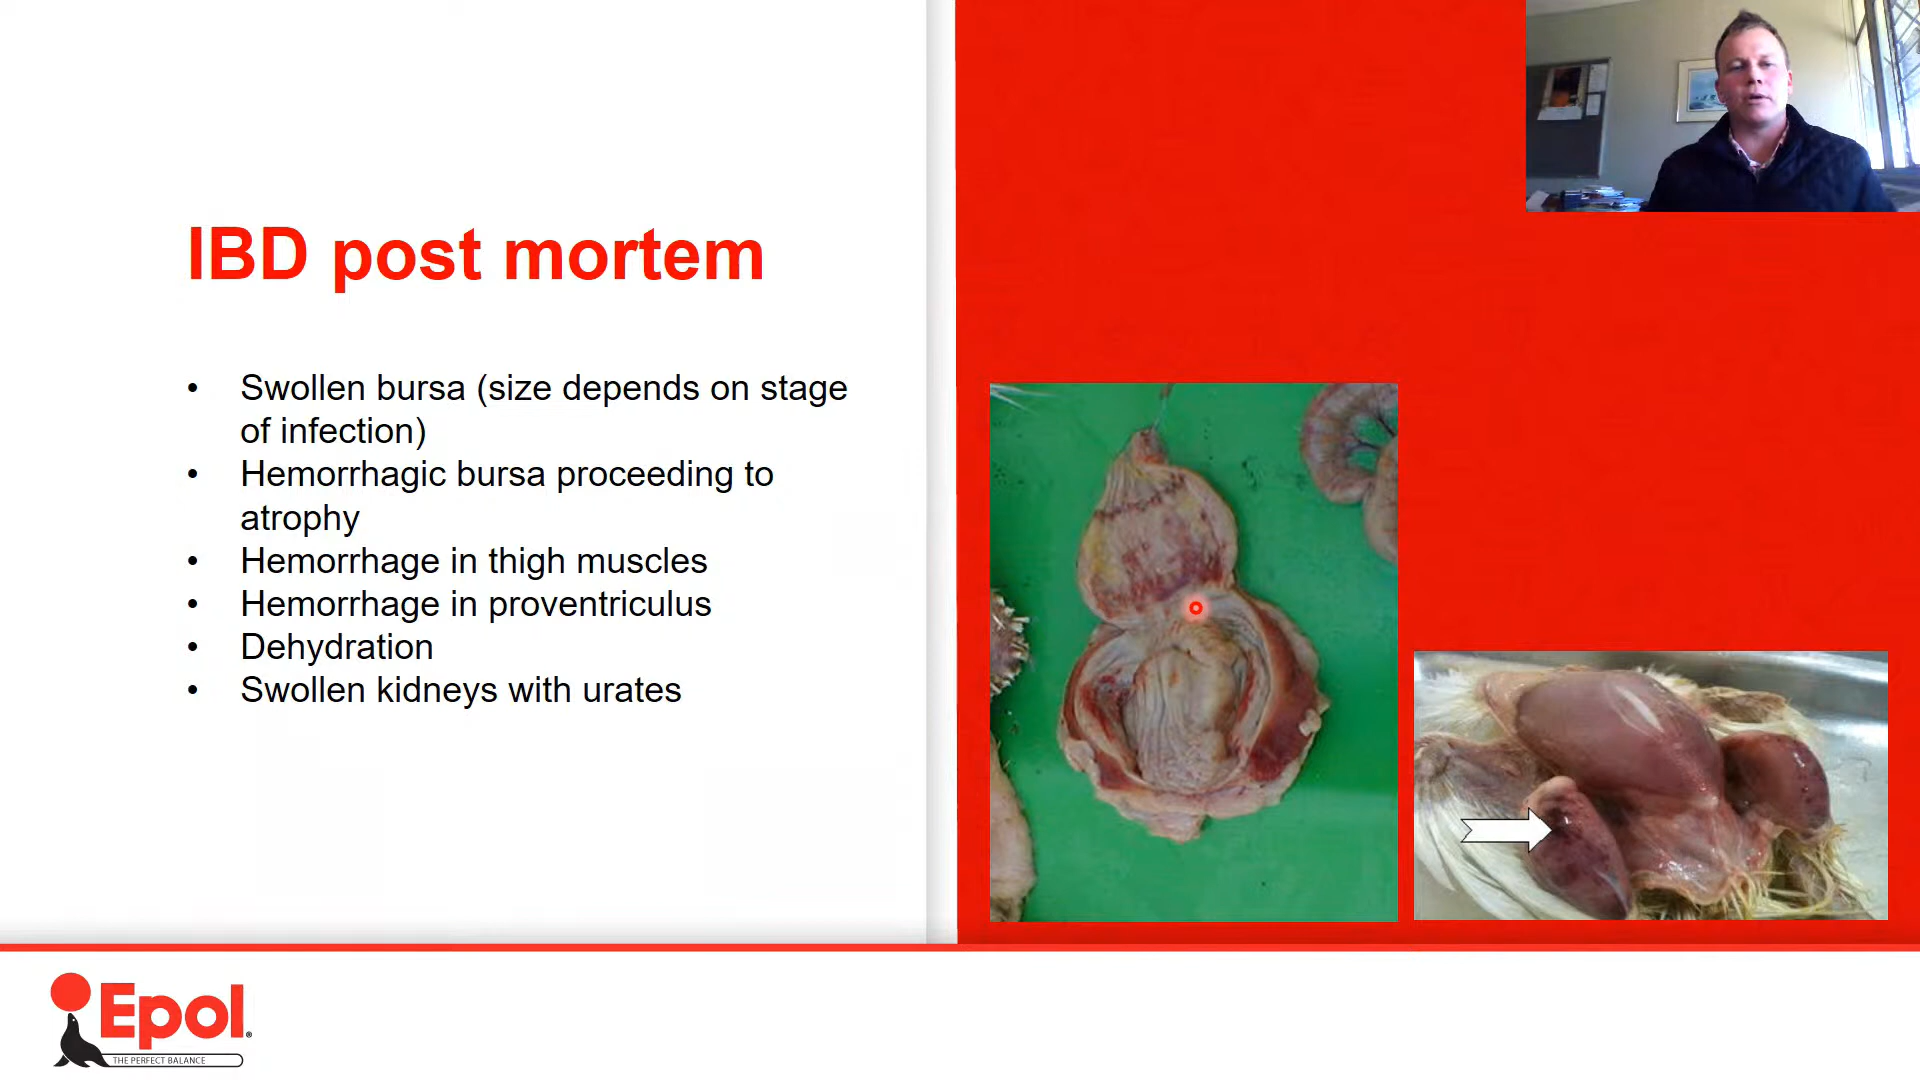 IBD post mortem
• Swollen bursa (size depends on stage
of infection)
• Hemorrhagic bursa proceeding to
atrophy
• Hemorrhage in thigh muscles
• Hemorrhage in proventriculus
• Dehydration
• Swollen kidneys with urates
Epol®
THE PERFECT BALANCE